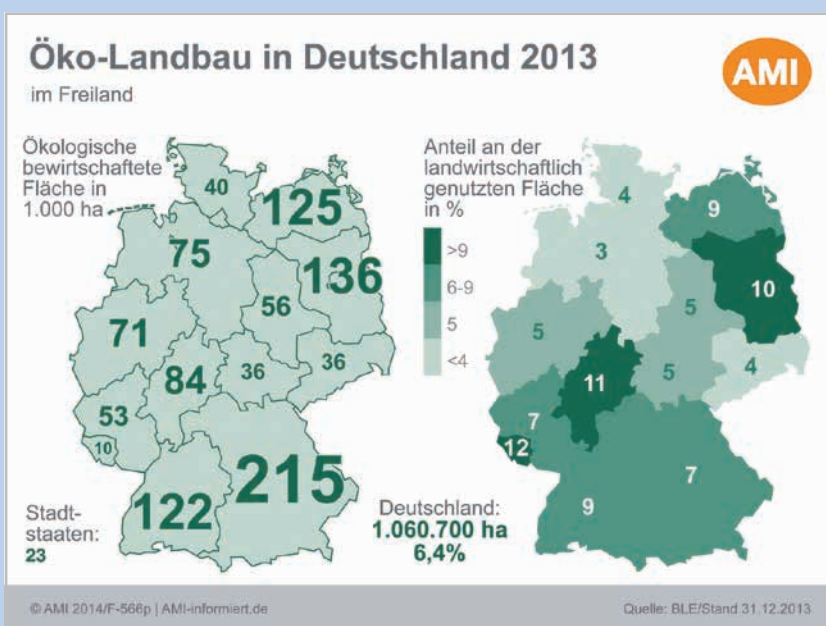 Öko-Landbau in Deutschland 2013
im Freiland
AMI
Ökologische
bewirtschaftete
Fläche in
1.000 ha
40
125
75
136
56
71
84
36
36
53
10
215
122
Stadt-
staaten:
23
Anteil an der
landwirtschaftlich
genutzten Fläche
in %
>9
6-9
5
<4
4
9
3
10
5
5
11
5
4
7
12
7
9
Deutschland:
1.060.700 ha
6,4%
© AMI 2014/F-566p | AMI-informiert.de
Quelle: BLE/Stand 31.12.2013